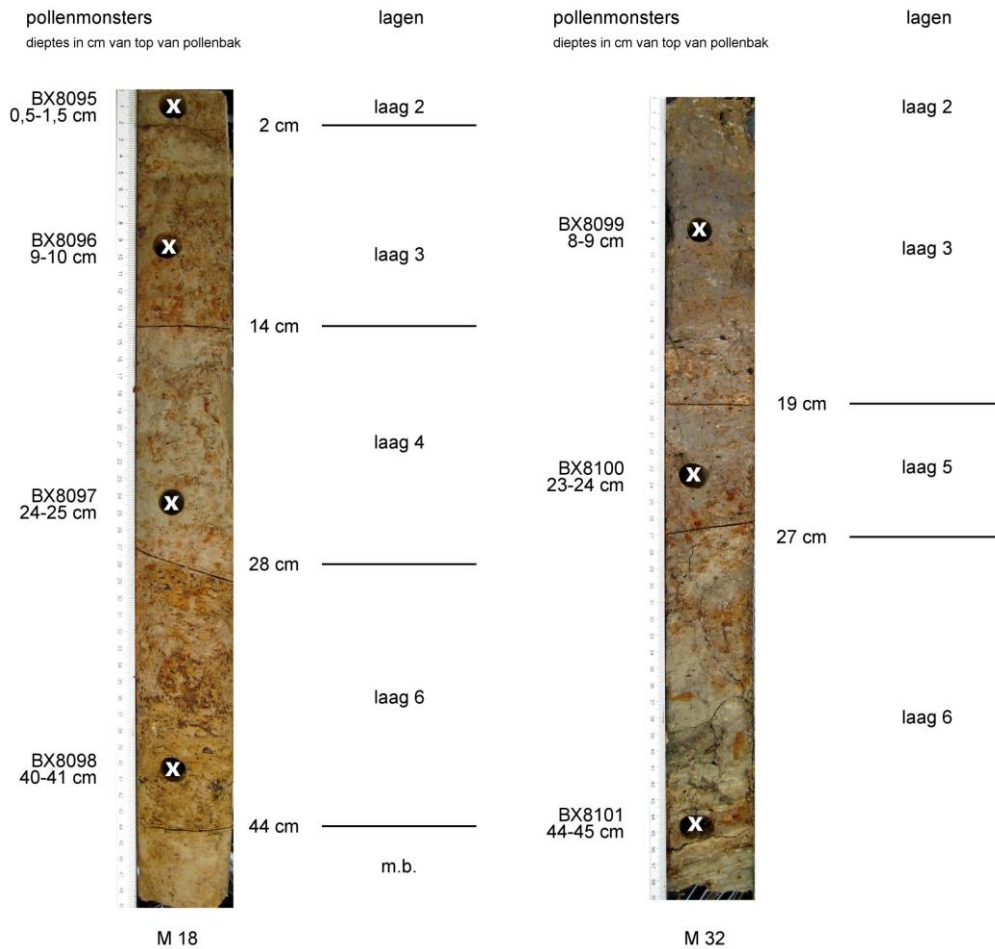 pollenmonsters
dieptes in cm van top van pollenbak
lagen
BX8095
0,5-1,5 cm
X
2 cm
laag 2
BX8096
9-10 cm
X
laag 3
14 cm
BX8097
24-25 cm
X
laag 4
28 cm
BX8098
40-41 cm
X
laag 6
44 cm
m.b.
M 18
pollenmonsters
dieptes in cm van top van pollenbak
lagen
laag 2
BX8099
8-9 cm
X
laag 3
19 cm
BX8100
23-24 cm
X
laag 5
27 cm
laag 6
BX8101
44-45 cm
X
M 32